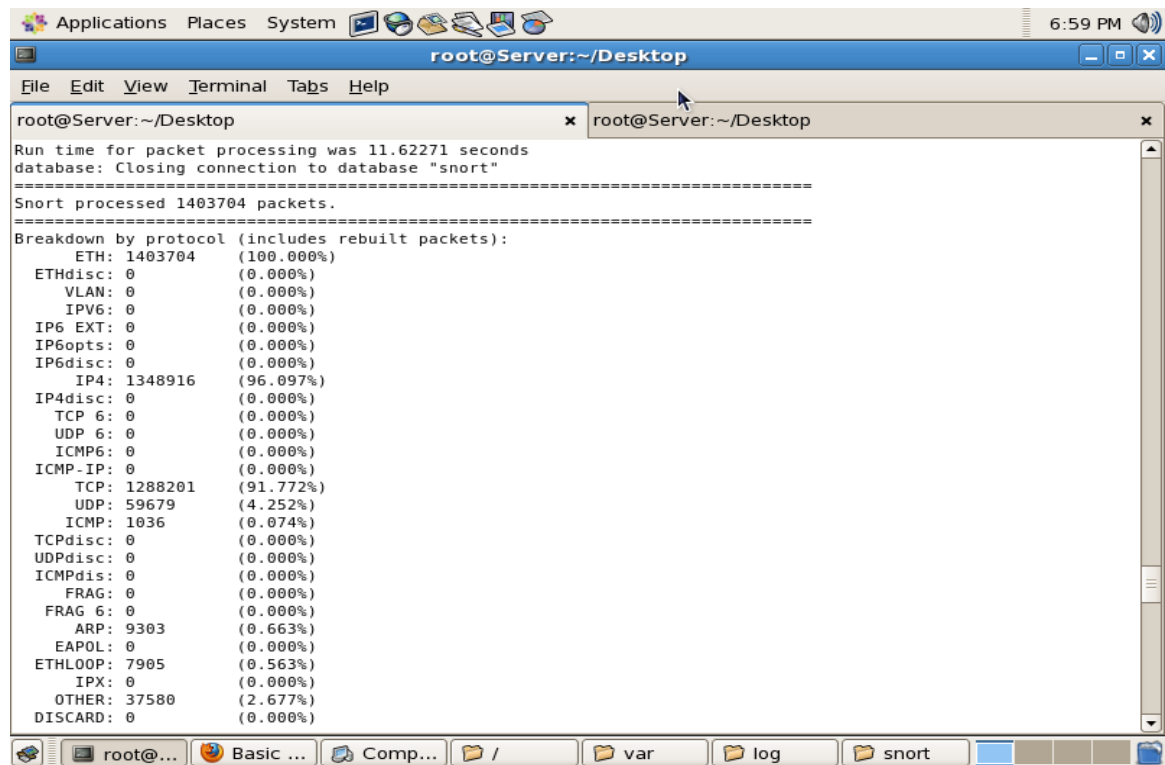 Applications Places System 6:59 PM
root@Server:~/Desktop
File Edit View Terminal Tabs Help
root@Server:~/Desktop root@Server:~/Desktop
Run time for packet processing was 11.62271 seconds
database: Closing connection to database "snort"
===============================================================================
Snort processed 1403704 packets.
===============================================================================
Breakdown by protocol (includes rebuilt packets):
ETH: 1403704 (100.000%)
ETHdisc: 0 (0.000%)
VLAN: 0 (0.000%)
IPV6: 0 (0.000%)
IP6 EXT: 0 (0.000%)
IP6opts: 0 (0.000%)
IP6disc: 0 (0.000%)
IP4: 1348916 (96.097%)
IP4disc: 0 (0.000%)
TCP 6: 0 (0.000%)
UDP 6: 0 (0.000%)
ICMP6: 0 (0.000%)
ICMP-IP: 0 (0.000%)
TCP: 1288201 (91.772%)
UDP: 59679 (4.252%)
ICMP: 1036 (0.074%)
TCPdisc: 0 (0.000%)
UDPdisc: 0 (0.000%)
ICMPdis: 0 (0.000%)
FRAG: 0 (0.000%)
FRAG 6: 0 (0.000%)
ARP: 9303 (0.663%)
EAPOL: 0 (0.000%)
ETHLOOP: 7905 (0.563%)
IPX: 0 (0.000%)
OTHER: 37580 (2.677%)
DISCARD: 0 (0.000%)
root@... Basic ... Comp... / var log snort